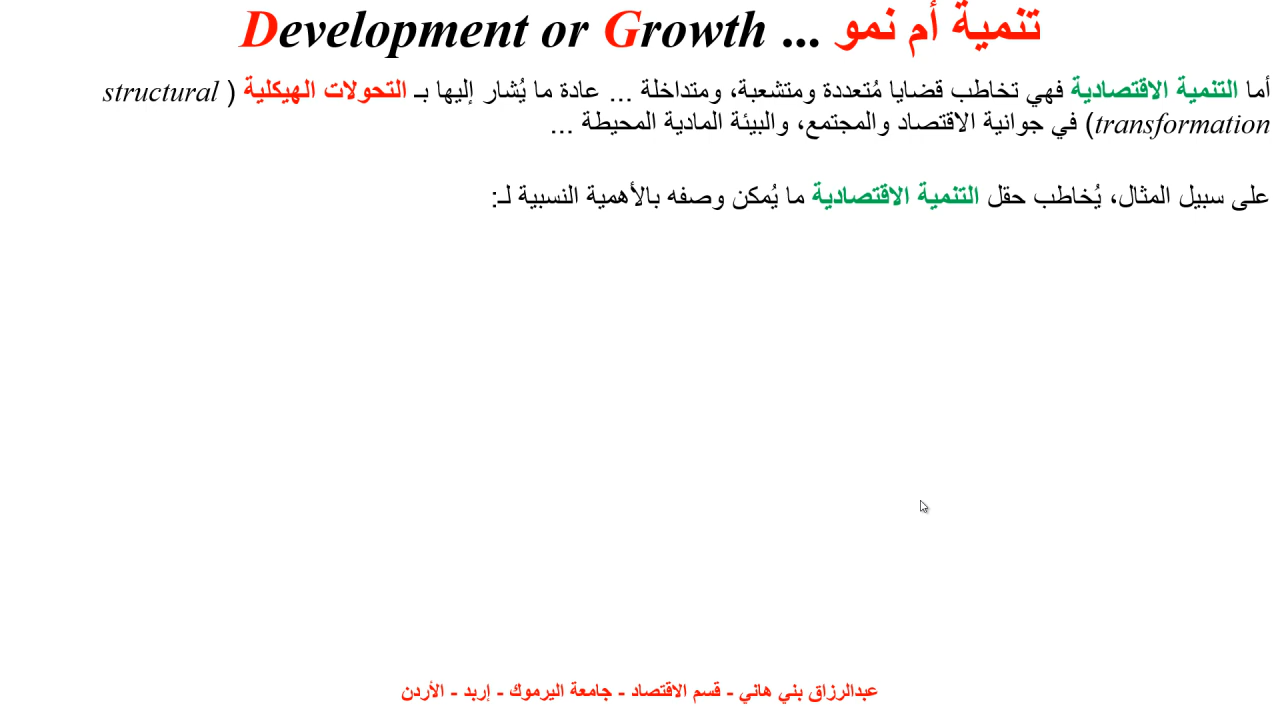 تنمية أم نمو ... Development or Growth
أما التنمية الاقتصادية فهي تخاطب قضايا مُتعددة ومتشعبة، ومتداخلة ... عادة ما يُشار إليها بـ التحولات الهيكلية (structural
transformation) في جوانية الاقتصاد والمجتمع، والبيئة المادية المحيطة ...
على سبيل المثال، يُخاطب حقل التنمية الاقتصادية ما يُمكن وصفه بالأهمية النسبية لـ:
عبدالرزاق بني هاني - قسم الاقتصاد - جامعة اليرموك - إربد - الأردن